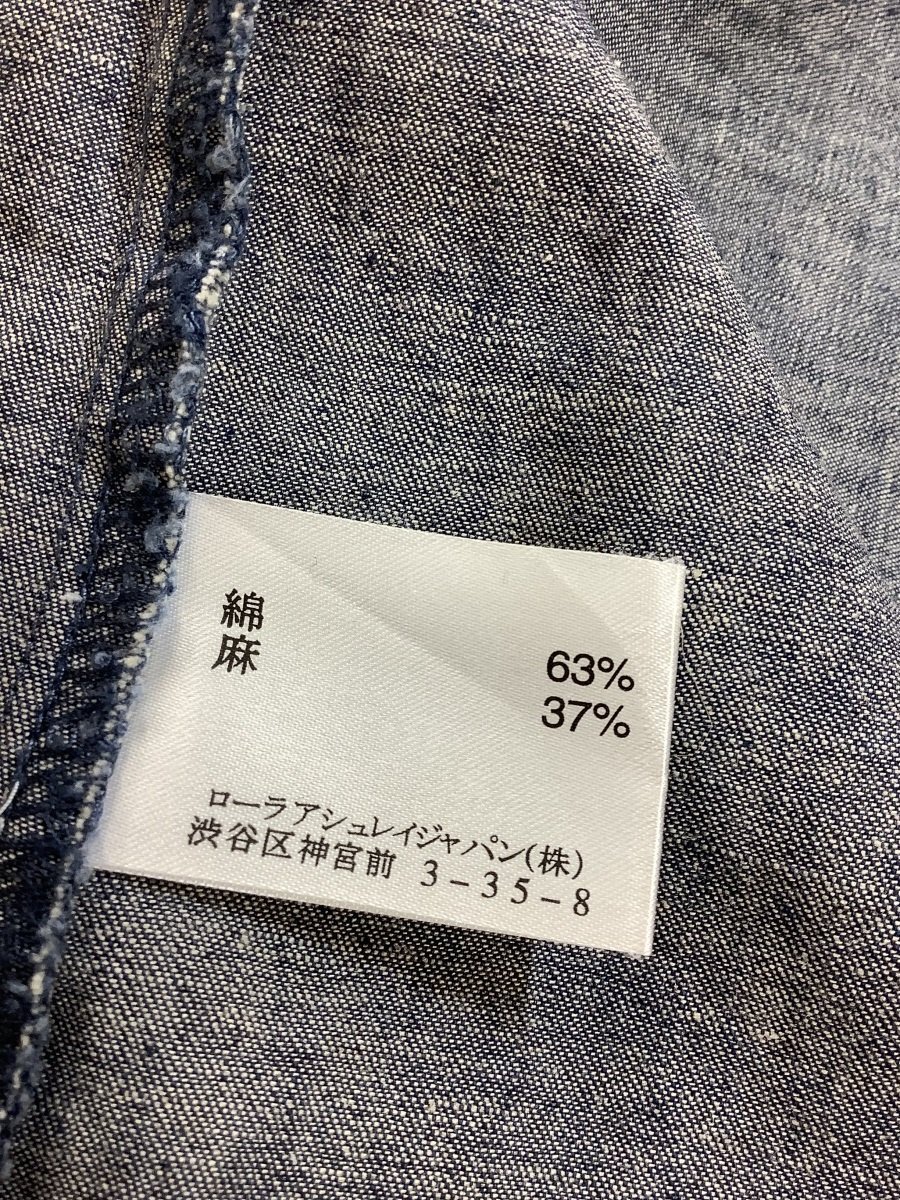 綿 63%
麻 37%
ローラアシュレイジャパン(株)
渋谷区神宮前 3-35-8